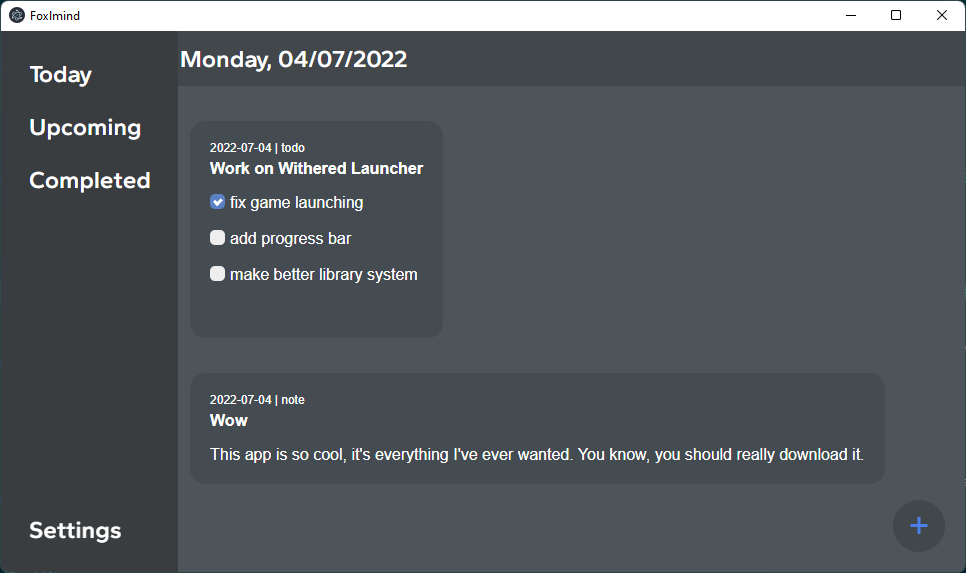 FoxImind
Today
Upcoming
Completed
Settings
Monday, 04/07/2022
2022-07-04 | todo
Work on Withered Launcher
fix game launching
add progress bar
make better library system
2022-07-04 | note
Wow
This app is so cool, it's everything I've ever wanted. You know, you should really download it.